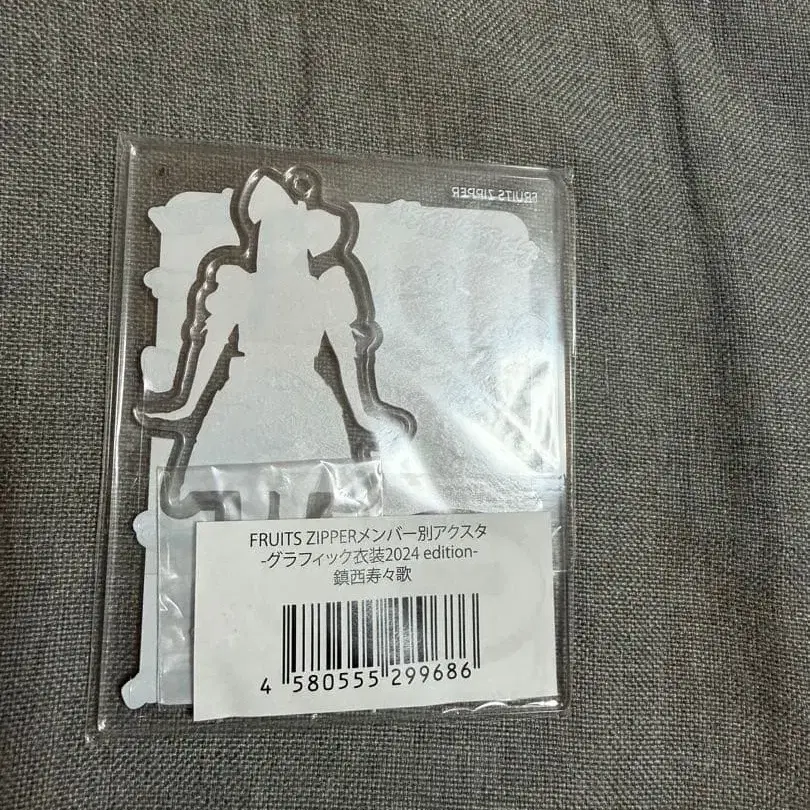 FRUITS ZIPPER
FRUITS ZIPPERメンバー別アクスタ
-グラフィック衣装2024 edition-
鎮西寿々歌
4 580555 299686